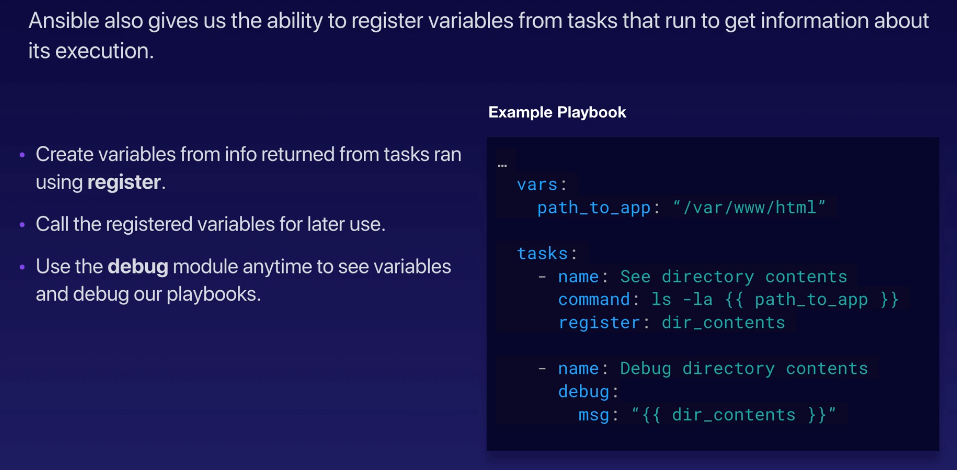 Ansible also gives us the ability to register variables from tasks that run to get information about
its execution.
• Create variables from info returned from tasks ran
using register.
• Call the registered variables for later use.
• Use the debug module anytime to see variables
and debug our playbooks.
Example Playbook
…
  vars:
    path_to_app: “/var/www/html”
  tasks:
    - name: See directory contents
      command: ls -la {{ path_to_app }}
      register: dir_contents
    - name: Debug directory contents
      debug:
        msg: “{{ dir_contents }}”